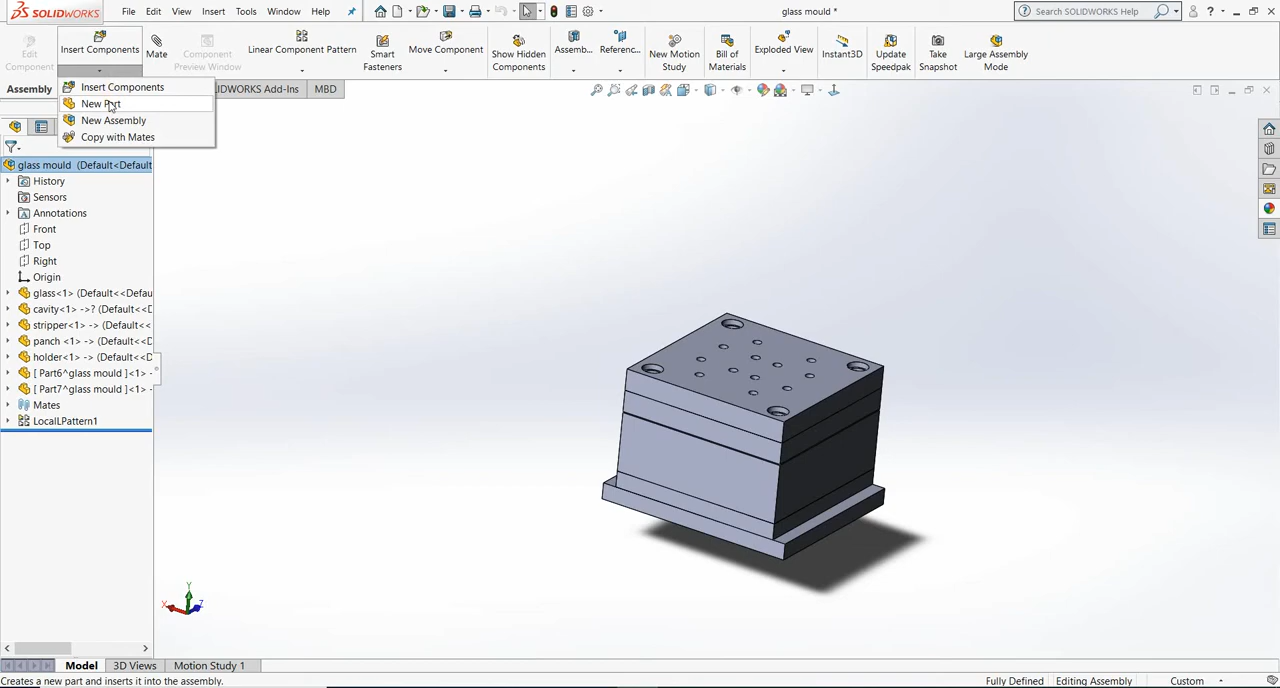 SOLIDWORKS
File
Edit
View
Insert
Tools
Window
Help
glass mould *
Search SOLIDWORKS Help
Edit
Component
Insert Components
Mate
Component
Preview Window
Linear Component Pattern
Smart
Fasteners
Move Component
Show Hidden
Components
Assemb...
Referenc...
New Motion
Study
Bill of
Materials
Exploded View
Instant3D
Update
Speedpak
Take
Snapshot
Large Assembly
Mode
Insert Components
New Part
New Assembly
Copy with Mates
Assembly
LIDWORKS Add-Ins
MBD
glass mould (Default<Default
History
Sensors
Annotations
Front
Top
Right
Origin
glass<1> (Default<<Defau
cavity<1> ->? (Default<<D
stripper<1> -> (Default<<
panch <1> -> (Default<<D
holder<1> -> (Default<<D
[ Part6^glass mould ]<1> -
[ Part7^glass mould ]<1> -
Mates
LocalLPattern1
Y
X
Z
Model
3D Views
Motion Study 1
Creates a new part and inserts it into the assembly.
Fully Defined
Editing Assembly
Custom